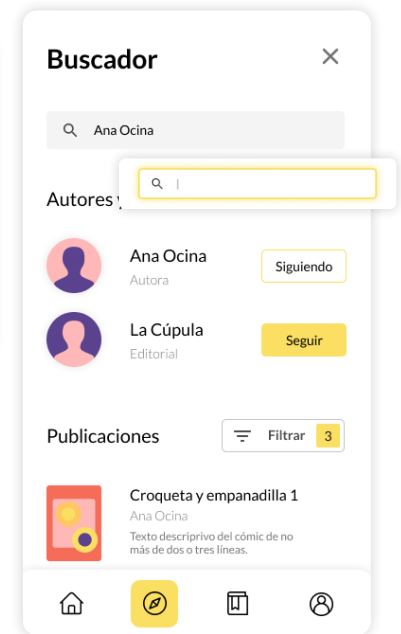 Buscador
Ana Ocina
Autores
Ana Ocina
Autora
Siguiendo
La Cúpula
Editorial
Seguir
Publicaciones
Filtrar 3
Croqueta y empanadilla 1
Ana Ocina
Texto descriprivo del cómic de no
más de dos o tres líneas.